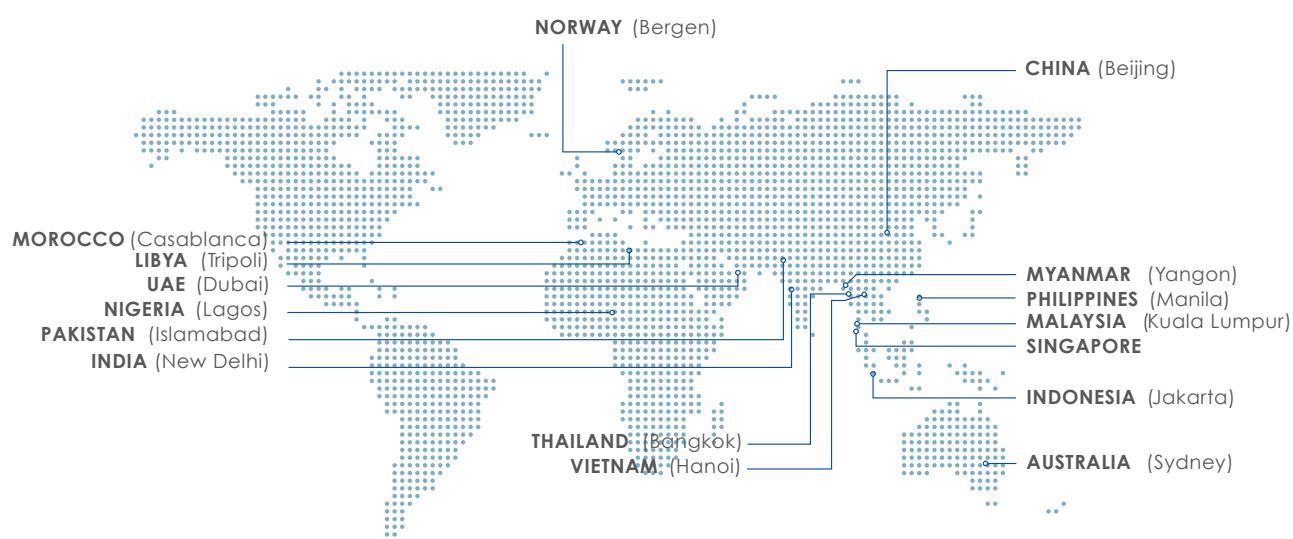 NORWAY (Bergen)
CHINA (Beijing)
MOROCCO (Casablanca)
LIBYA (Tripoli)
UAE (Dubai)
NIGERIA (Lagos)
PAKISTAN (Islamabad)
INDIA (New Delhi)
MYANMAR (Yangon)
PHILIPPINES (Manila)
MALAYSIA (Kuala Lumpur)
SINGAPORE
INDONESIA (Jakarta)
THAILAND (Bangkok)
VIETNAM (Hanoi)
AUSTRALIA (Sydney)